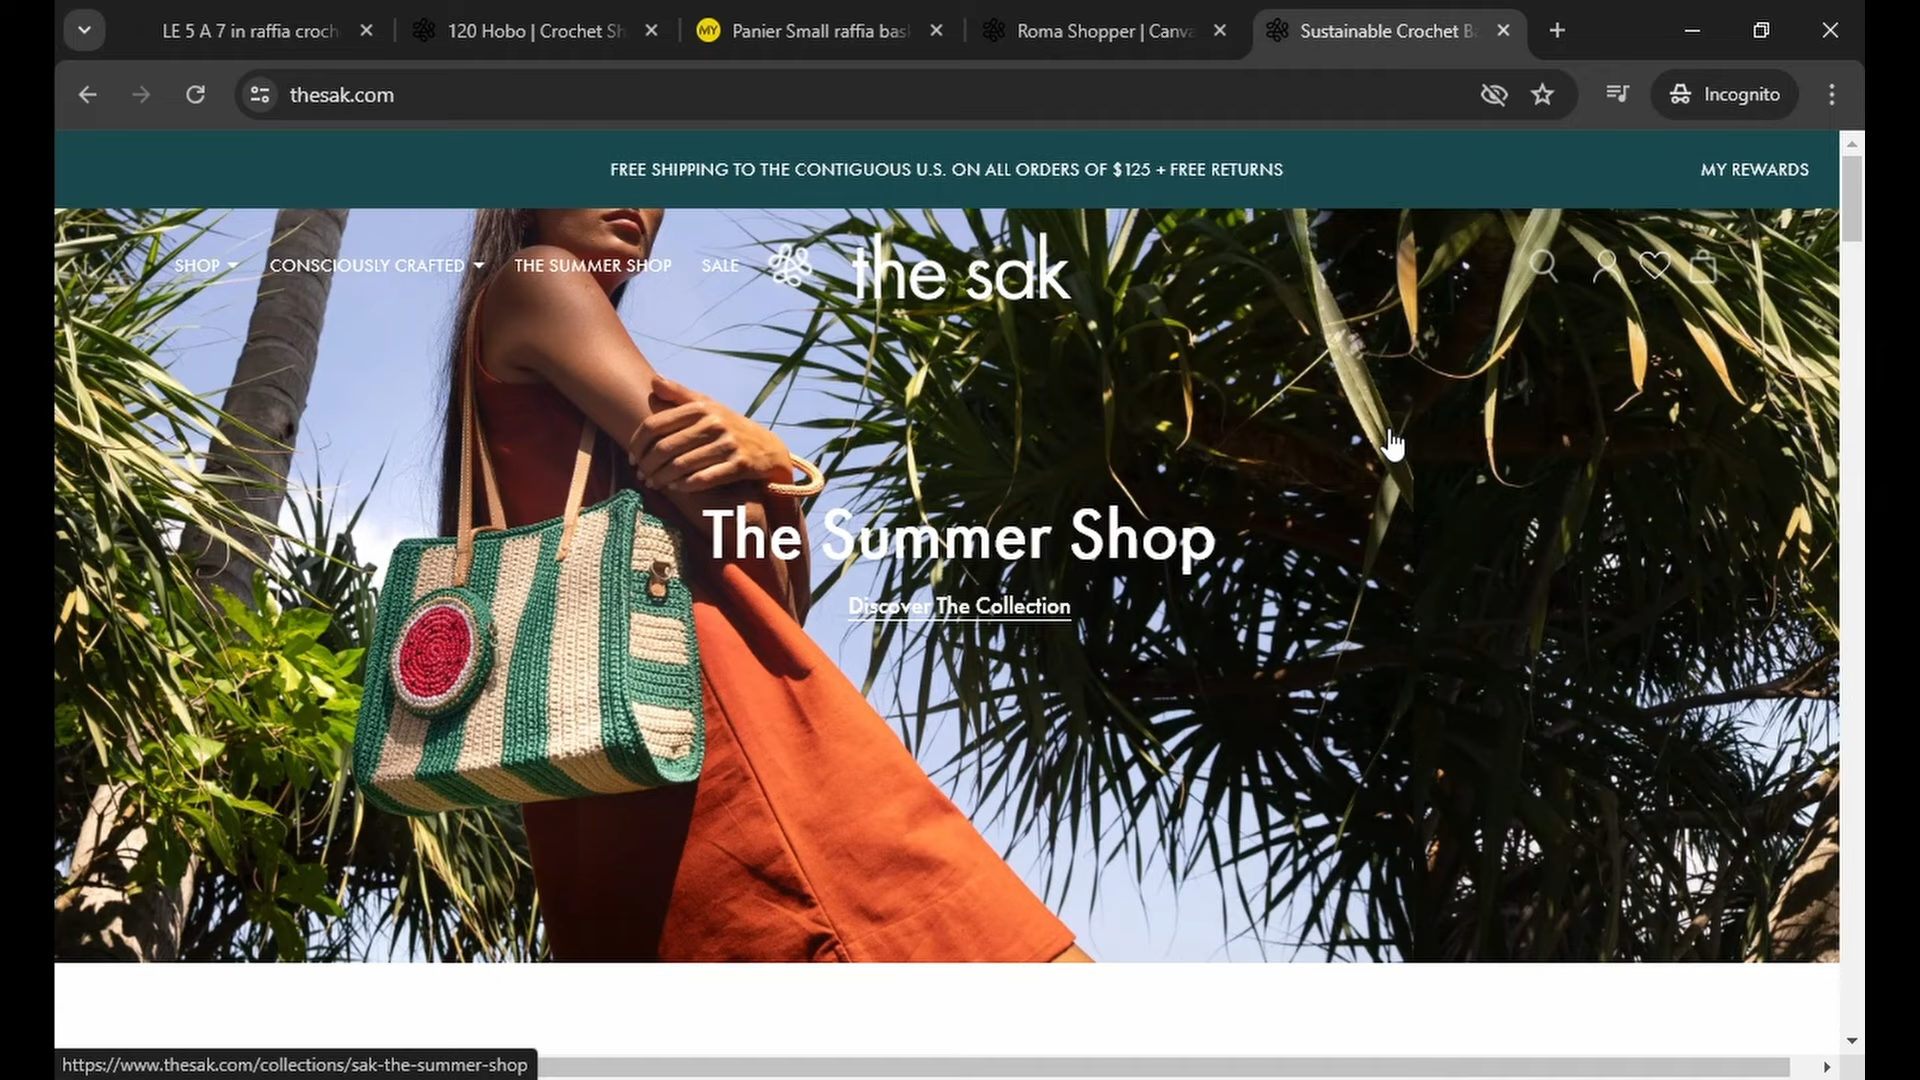 LE 5 A 7 in raffia croch
120 Hobo | Crochet Sh
MY
Panier Small raffia bas
Roma Shopper | Canva
Sustainable Crochet Ba
thesak.com
Incognito
FREE SHIPPING TO THE CONTIGUOUS U.S. ON ALL ORDERS OF $125 + FREE RETURNS
MY REWARDS
SHOP
CONSCIOUSLY CRAFTED
THE SUMMER SHOP
SALE
the sak
The Summer Shop
Discover The Collection
https://www.thesak.com/collections/sak-the-summer-shop